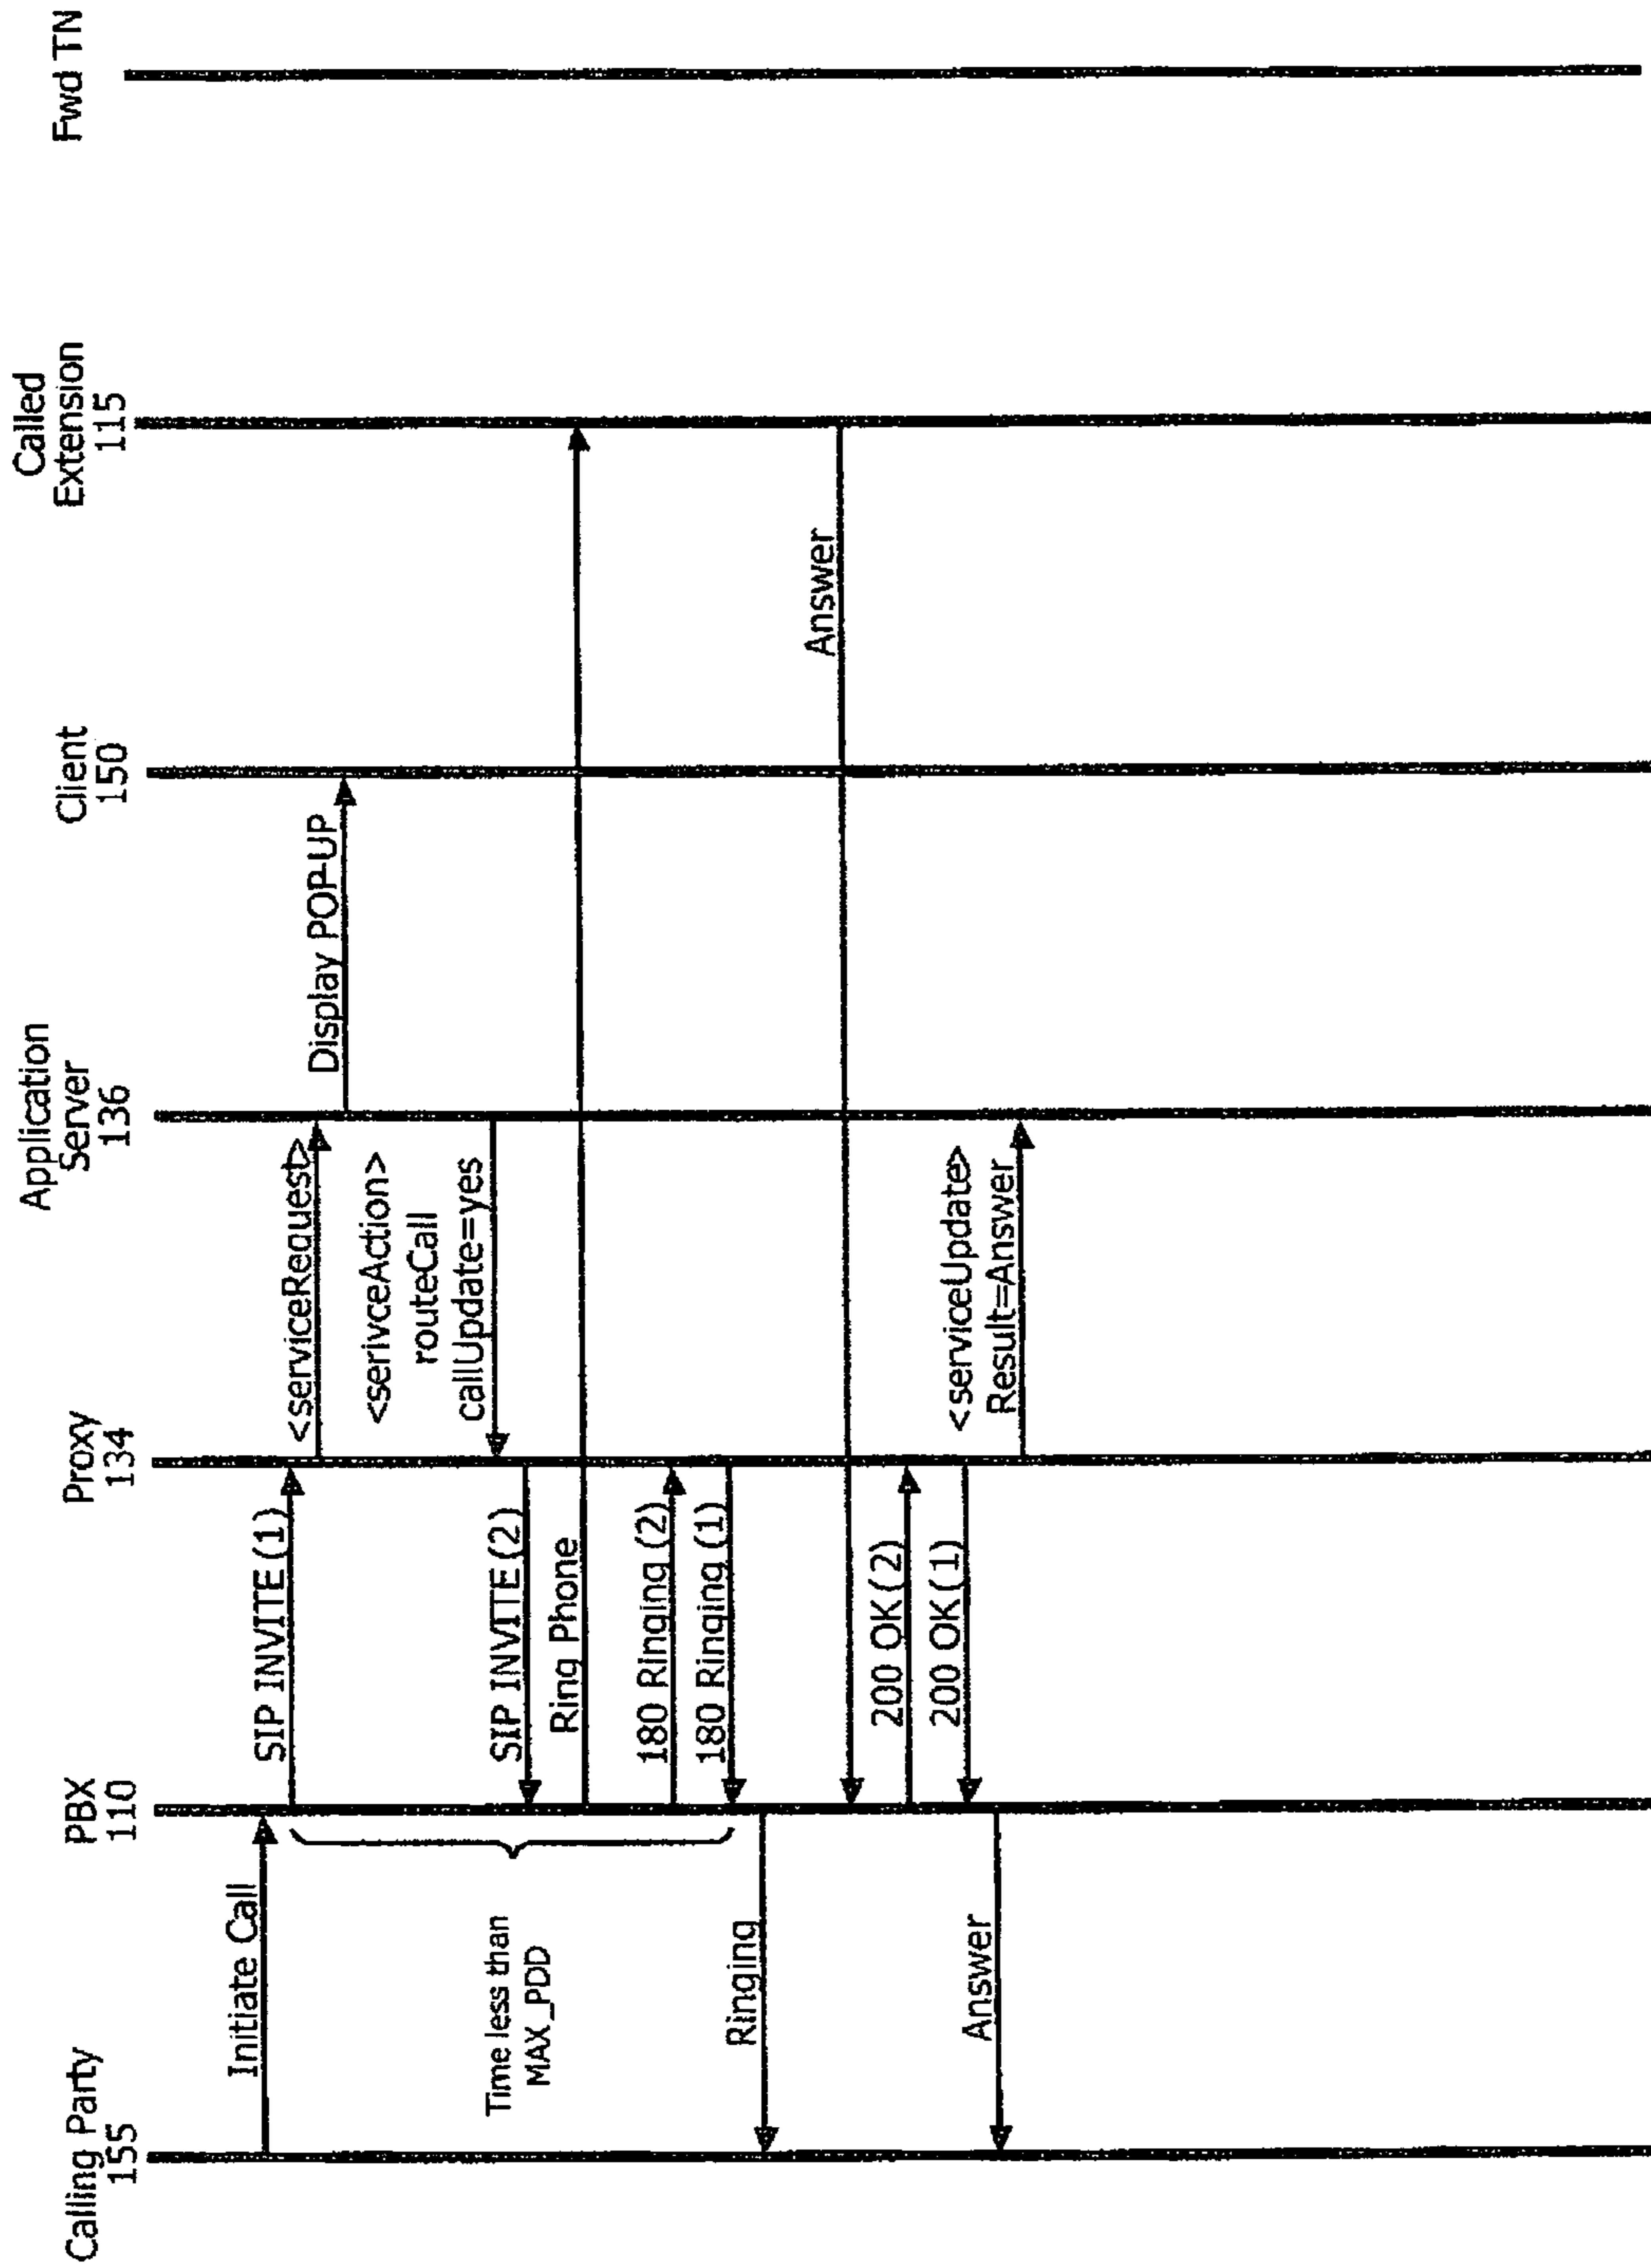 Calling Party
155
PBX
110
Proxy
134
Application
Server
136
Client
150
Called
Extension
115
Fwd TN
Initiate Call
SIP INVITE (1)
<serviceRequest>
Display POP-UP
<serivceAction>
routeCall
callUpdate=yes
Time less than
MAX_PDD
SIP INVITE (2)
Ring Phone
180 Ringing (2)
180 Ringing (1)
Ringing
Answer
200 OK (2)
200 OK (1)
Answer
<serviceUpdate>
Result=Answer